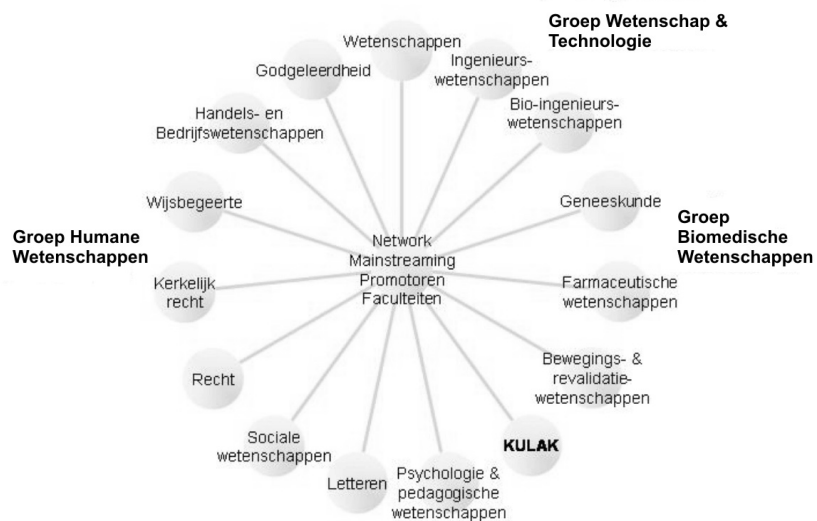 Groep Wetenschap &
Technologie
Wetenschappen
Ingenieurs-
wetenschappen
Godgeleerdheid
Bio-ingenieurs-
wetenschappen
Handels- en
Bedrijfswetenschappen
Wijsbegeerte
Geneeskunde
Groep
Biomedische
Wetenschappen
Groep Humane
Wetenschappen
Network
Mainstreaming
Promotoren
Faculteiten
Kerkelijk
recht
Farmaceutische
wetenschappen
Recht
Bewegings- &
revalidatie-
wetenschappen
Sociale
wetenschappen
KULAK
Letteren
Psychologie &
pedagogische
wetenschappen